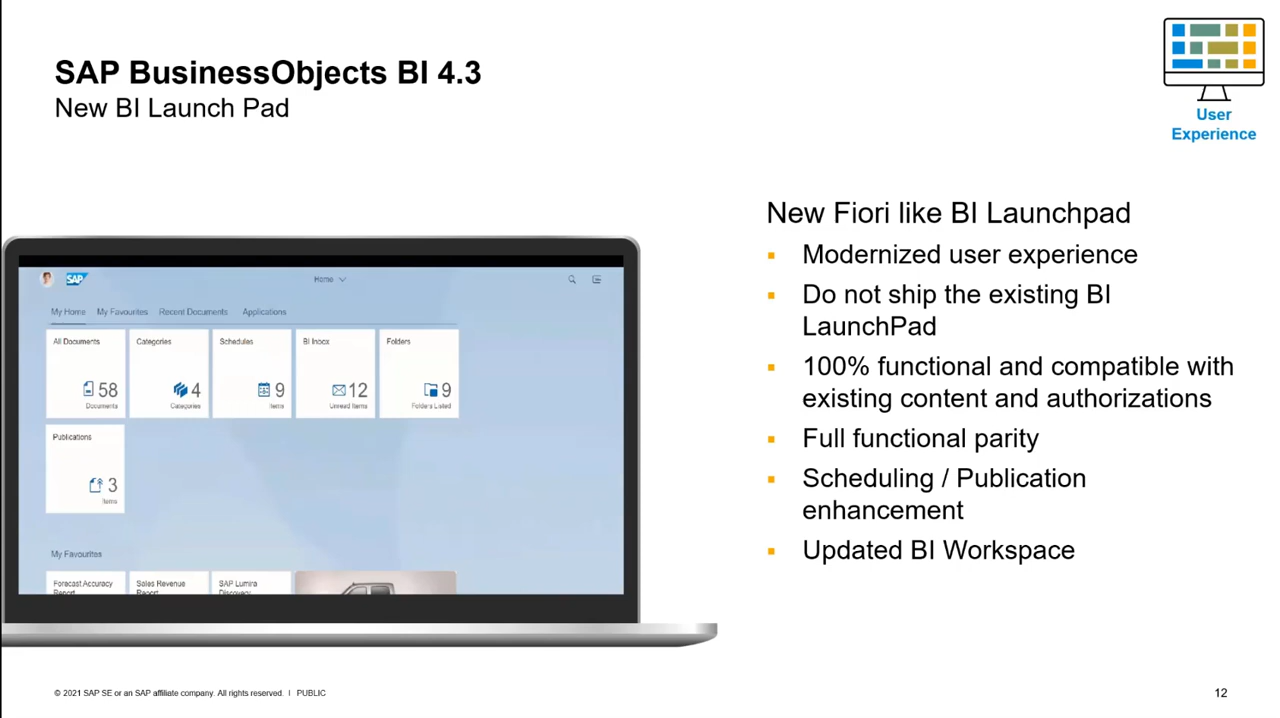 SAP BusinessObjects BI 4.3
New BI Launch Pad
User
Experience
New Fiori like BI Launchpad
Modernized user experience
Do not ship the existing BI
LaunchPad
100% functional and compatible with
existing content and authorizations
Full functional parity
Scheduling / Publication
enhancement
Updated BI Workspace
SAP
Home
My Home My Favourites Recent Documents Applications
All Documents Categories Schedules BI Inbox Folders
58 4 9 12 9
Documents Categories Items Unread Items Folders Listed
Publications
3
Items
My Favourites
Forecast Accuracy Sales Revenue SAP Lumira
Report Report Discovery
© 2021 SAP SE or an SAP affiliate company. All rights reserved. I PUBLIC
12